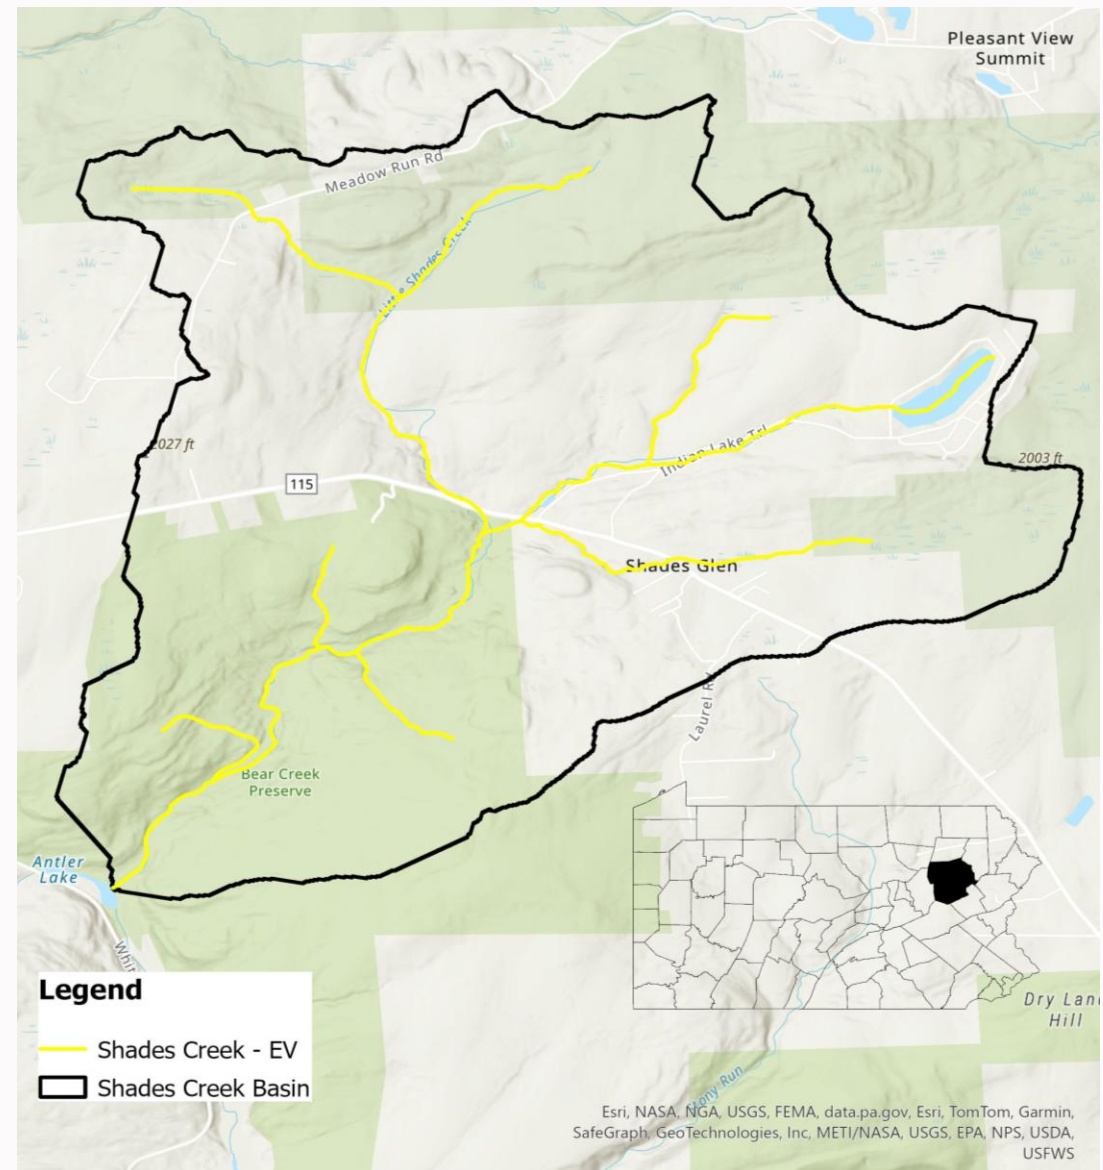 Pleasant View
Summit
Meadow Run Rd
Little Shades Creek
Indian Lake Trl
2027 ft
2003 ft
115
Shades Glen
Laurel Rd
Bear Creek
Preserve
Antler
Lake
Whit
Legend
Shades Creek - EV
Shades Creek Basin
Dry Land
Hill
Stony Run
Esri, NASA, NGA, USGS, FEMA, data.pa.gov, Esri, TomTom, Garmin,
SafeGraph, GeoTechnologies, Inc, METI/NASA, USGS, EPA, NPS, USDA,
USFWS